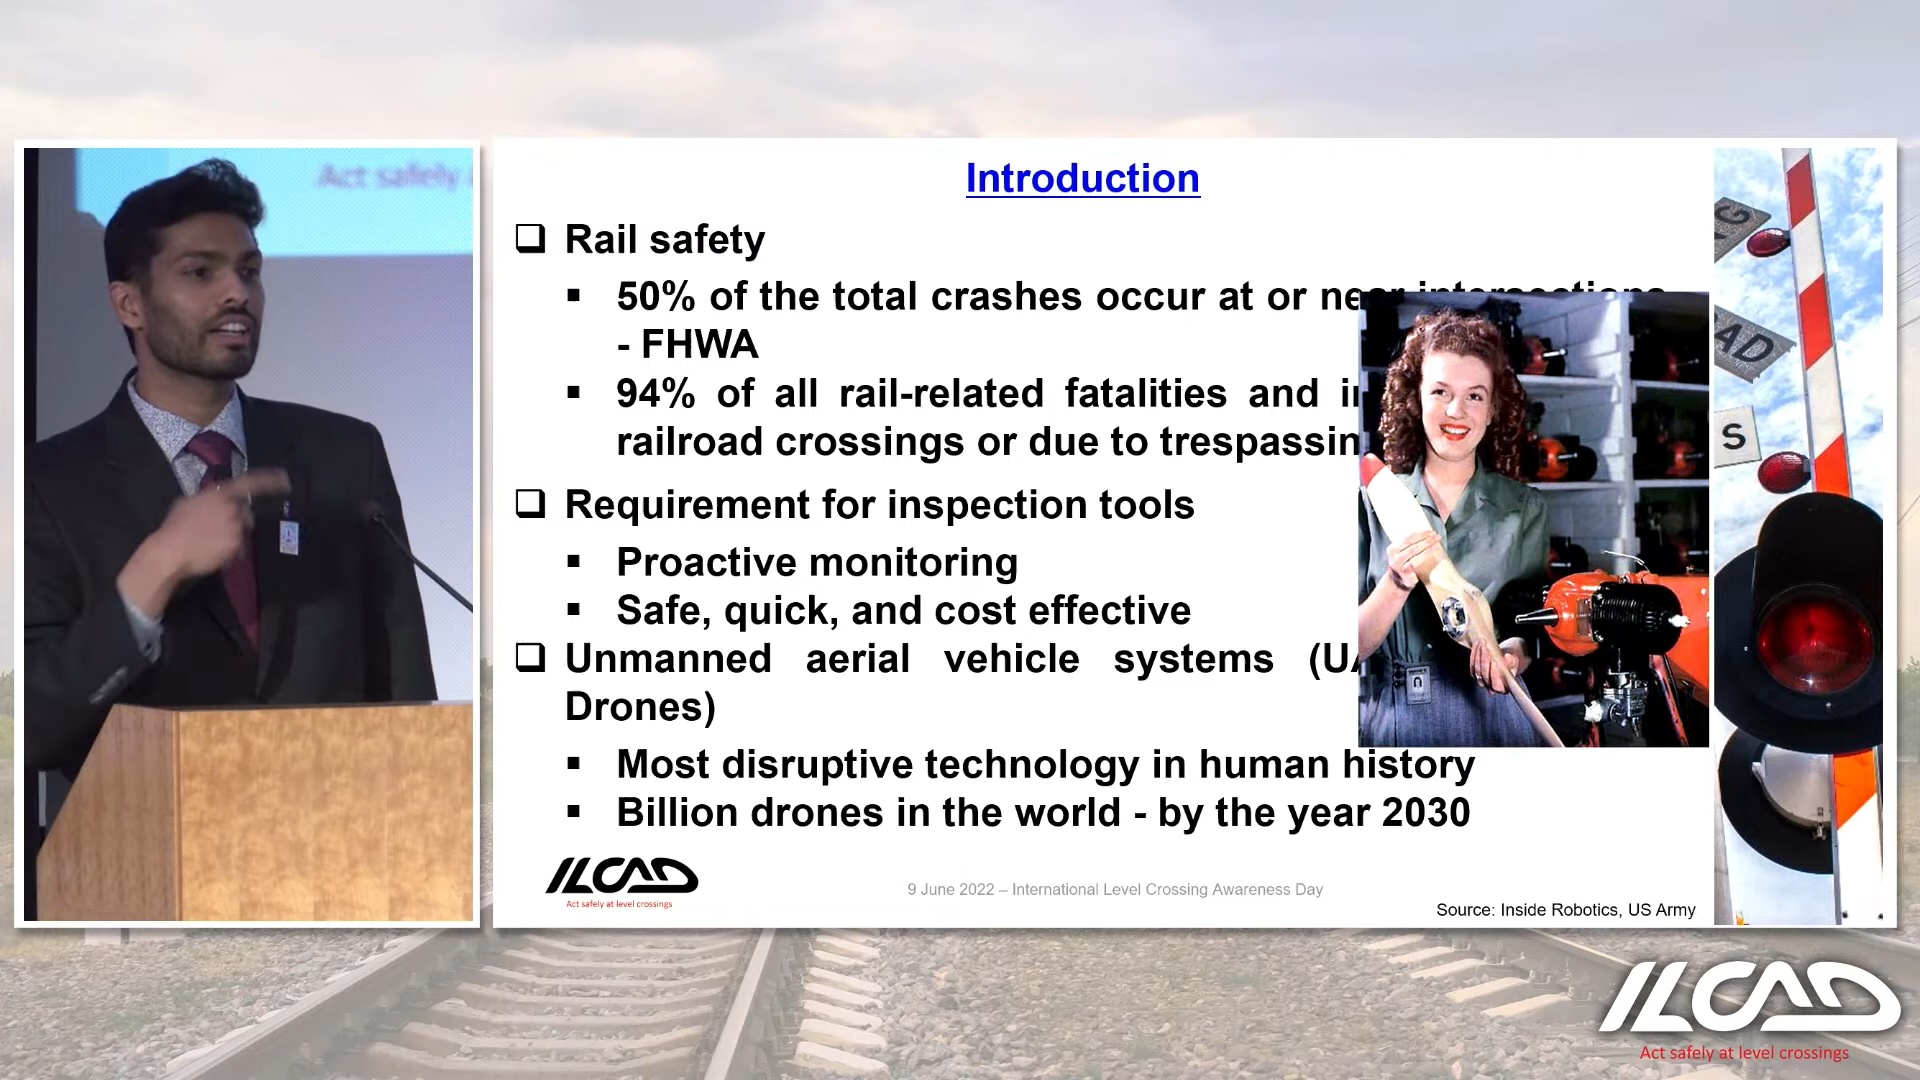 Act safely
Introduction
❑ Rail safety
▪ 50% of the total crashes occur at or near intersections
- FHWA
▪ 94% of all rail-related fatalities and
railroad crossings or due to
❑ Requirement for inspection tools
▪ Proactive monitoring
▪ Safe, quick, and cost effective
❑ Unmanned aerial vehicle systems
Drones)
▪ Most disruptive technology in human history
▪ Billion drones in the world - by the year 2030
ILCAD
Act safely at level crossings
9 June 2022 – International Level Crossing Awareness Day
Source: Inside Robotics, US Army
S
ILCAD
Act safely at level crossings